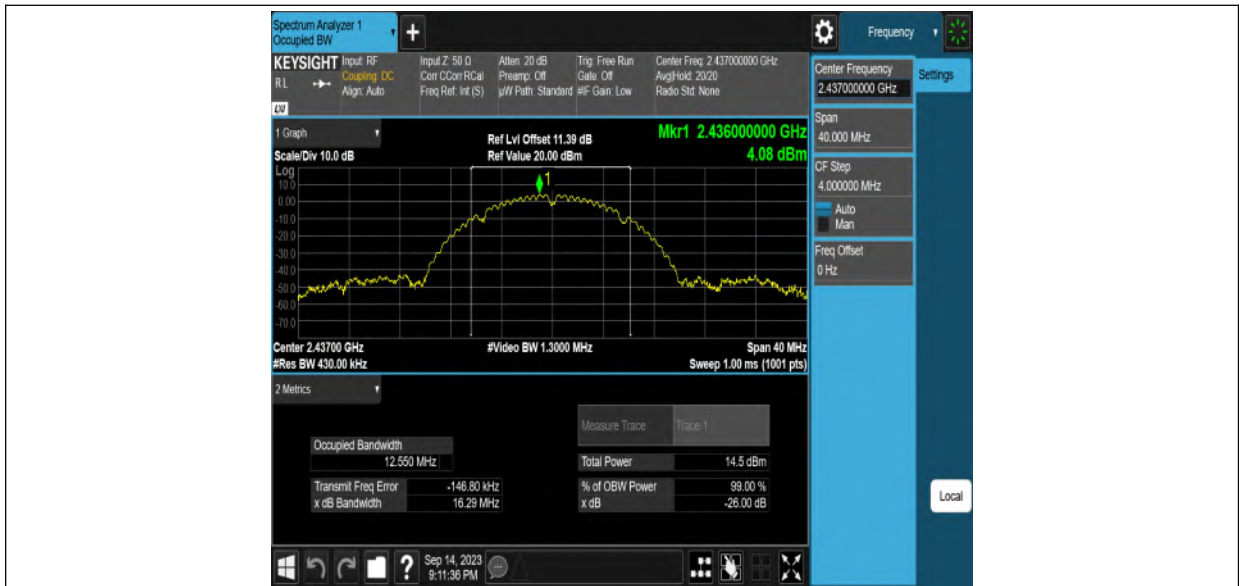 Spectrum Analyzer 1
Occupied BW
+
Frequency
KEYSIGHT Input: RF Input Z: 50 Ω Atten: 20 dB Trig: Free Run Center Freq: 2.437000000 GHz
RL Coupling: DC Corr CCorr RCal Preamp: Off Gate: Off Avg|Hold: 20/20
Align: Auto Freq Ref: Int (S) µW Path: Standard #IF Gain: Low Radio Std: None
LXI
Center Frequency
2.437000000 GHz
Settings
Span
40.000 MHz
CF Step
4.000000 MHz
Auto
Man
Freq Offset
0 Hz
1 Graph
Scale/Div 10.0 dB
Ref Lvl Offset 11.39 dB
Ref Value 20.00 dBm
Mkr1 2.436000000 GHz
4.08 dBm
Log
10.0
0.00
-10.0
-20.0
-30.0
-40.0
-50.0
-60.0
-70.0
1
Center 2.43700 GHz #Video BW 1.3000 MHz Span 40 MHz
#Res BW 430.00 kHz Sweep 1.00 ms (1001 pts)
2 Metrics
Measure Trace Trace 1
Occupied Bandwidth
12.550 MHz
Total Power 14.5 dBm
Transmit Freq Error -146.80 kHz % of OBW Power 99.00 %
x dB Bandwidth 16.29 MHz x dB -26.00 dB
Local
?
Sep 14, 2023
9:11:36 PM